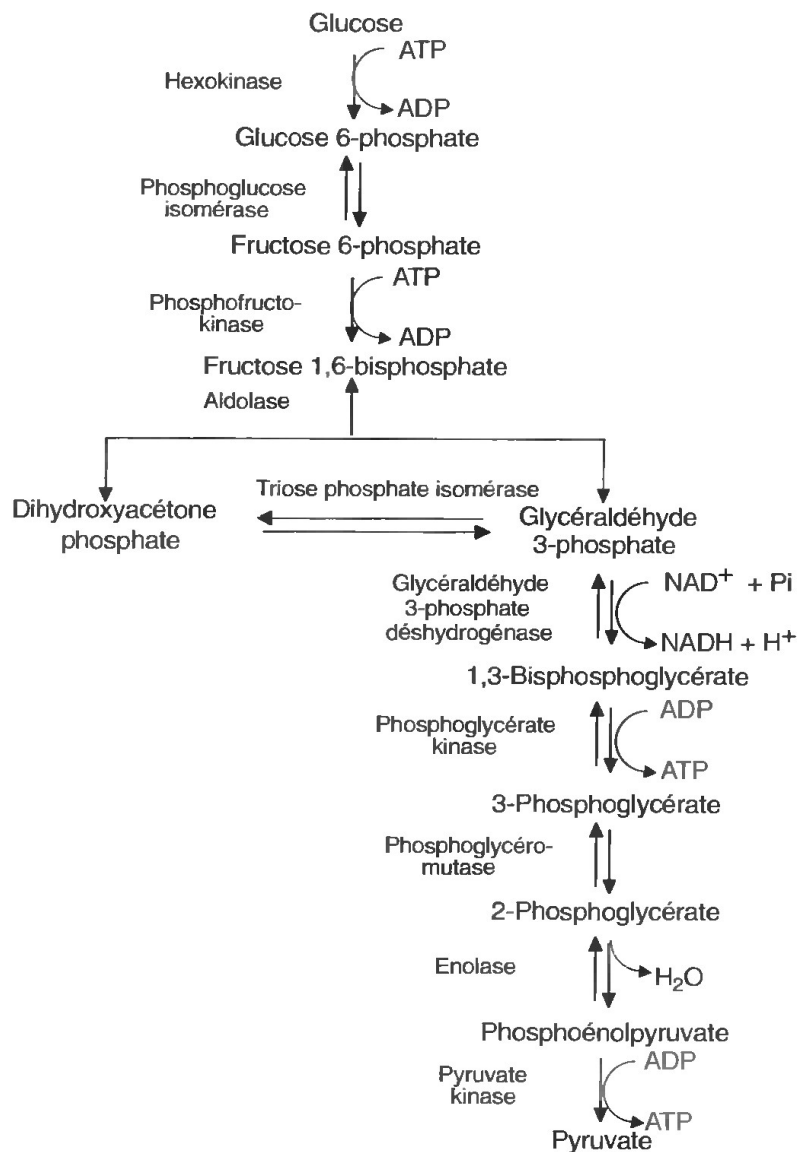 Glucose
ATP
Hexokinase
ADP
Glucose 6-phosphate
Phosphoglucose
isomérase
Fructose 6-phosphate
ATP
Phosphofructo-
kinase
ADP
Fructose 1,6-bisphosphate
Aldolase
Triose phosphate isomérase
Dihydroxyacétone
phosphate
Glycéraldéhyde
3-phosphate
Glycéraldéhyde
3-phosphate
déshydrogénase
NAD⁺ + Pi
NADH + H⁺
1,3-Bisphosphoglycérate
ADP
Phosphoglycérate
kinase
ATP
3-Phosphoglycérate
Phosphoglycéro-
mutase
2-Phosphoglycérate
Enolase
H₂O
Phosphoénolpyruvate
ADP
Pyruvate
kinase
ATP
Pyruvate